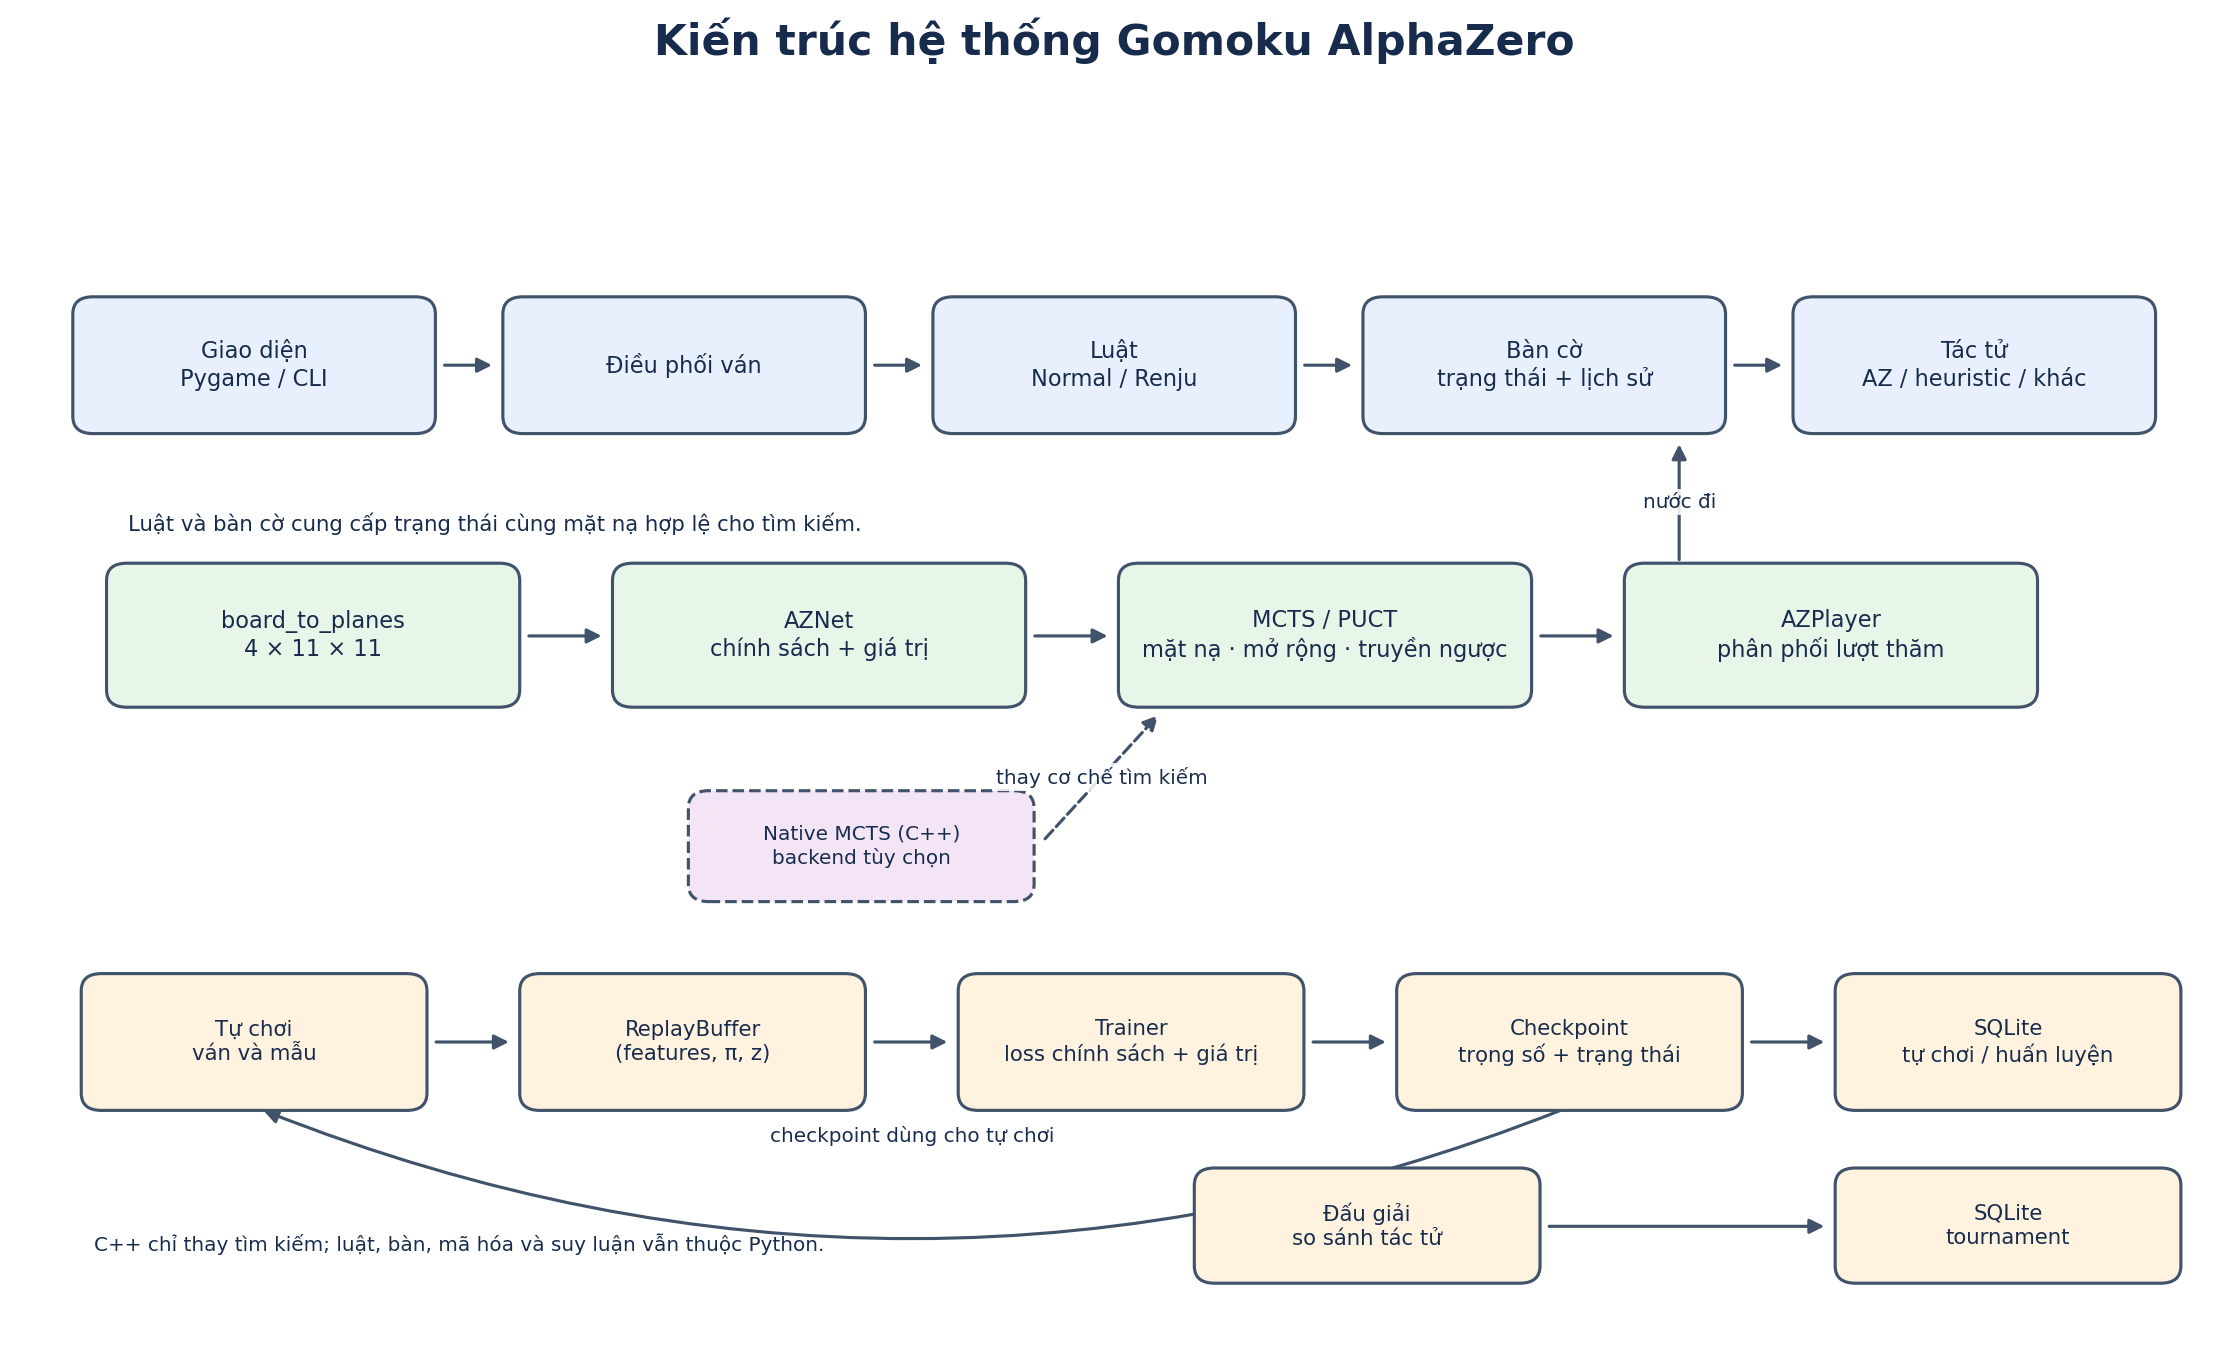 Kiến trúc hệ thống Gomoku AlphaZero
Giao diện
Pygame / CLI
Điều phối ván
Luật
Normal / Renju
Bàn cờ
trạng thái + lịch sử
Tác tử
AZ / heuristic / khác
nước đi
Luật và bàn cờ cung cấp trạng thái cùng mặt nạ hợp lệ cho tìm kiếm.
board_to_planes
4 × 11 × 11
AZNet
chính sách + giá trị
MCTS / PUCT
mặt nạ · mở rộng · truyền ngược
AZPlayer
phân phối lượt thăm
thay cơ chế tìm kiếm
Native MCTS (C++)
backend tùy chọn
Tự chơi
ván và mẫu
ReplayBuffer
(features, π, z)
Trainer
loss chính sách + giá trị
Checkpoint
trọng số + trạng thái
SQLite
tự chơi / huấn luyện
checkpoint dùng cho tự chơi
Đấu giải
so sánh tác tử
SQLite
tournament
C++ chỉ thay tìm kiếm; luật, bàn, mã hóa và suy luận vẫn thuộc Python.